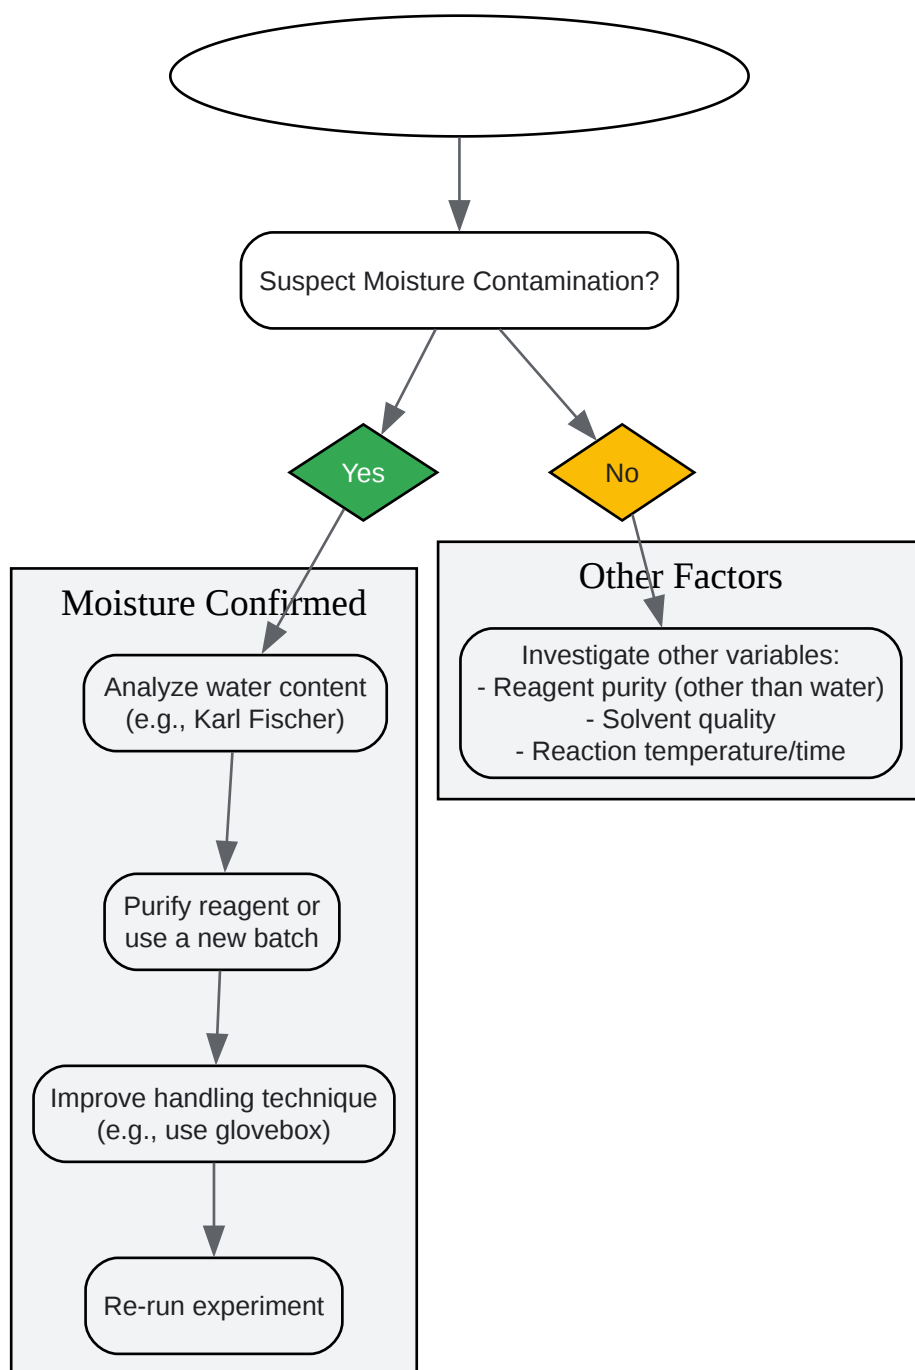 Suspect Moisture Contamination?
Yes
No
Moisture Confirmed
Analyze water content
(e.g., Karl Fischer)
Purify reagent or
use a new batch
Improve handling technique
(e.g., use glovebox)
Re-run experiment
Other Factors
Investigate other variables:
- Reagent purity (other than water)
- Solvent quality
- Reaction temperature/time